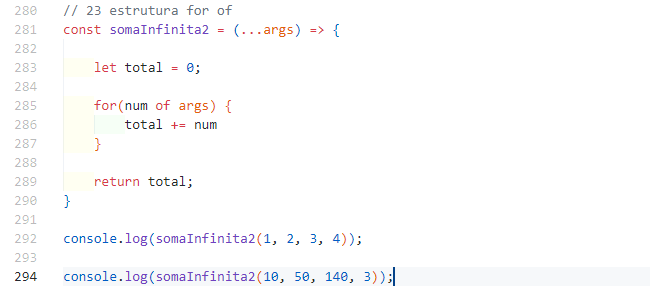 280 // 23 estrutura for of
281 const somaInfinita2 = (...args) => {
282
283 let total = 0;
284
285 for(num of args) {
286 total += num
287 }
288
289 return total;
290 }
291
292 console.log(somaInfinita2(1, 2, 3, 4));
293
294 console.log(somaInfinita2(10, 50, 140, 3));